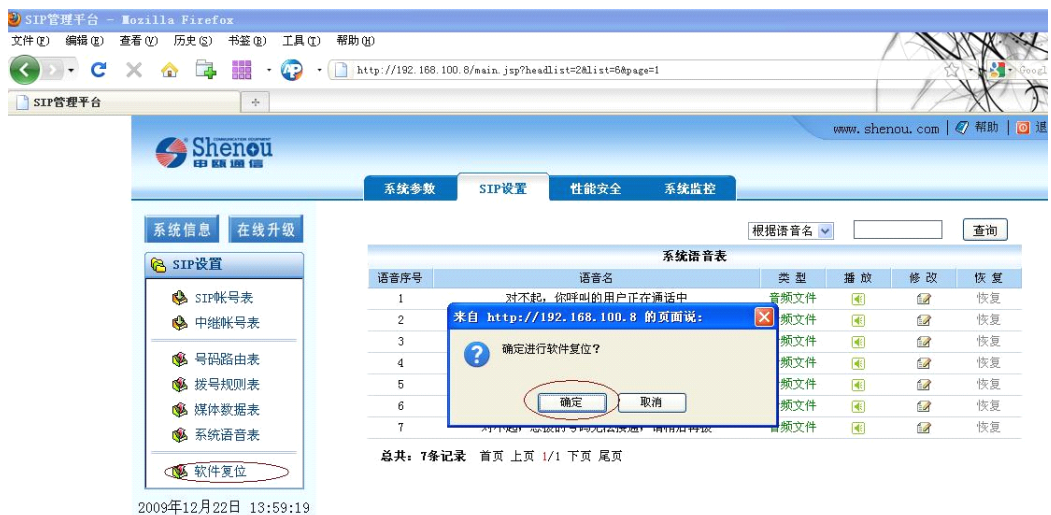 SIP管理平台 - Mozilla Firefox
文件(F) 编辑(E) 查看(V) 历史(S) 书签(B) 工具(T) 帮助(H)
http://192.168.100.8/main.jsp?headlist=2&list=6&page=1
Googl
SIP管理平台
COMMUNICATION EQUIPMENT
Shenou
申瓯通信
www.shenou.com | 帮助 | 退
系统参数 SIP设置 性能安全 系统监控
系统信息 在线升级
根据语音名 查询
SIP设置
系统语音表
语音序号 语音名 类型 播放 修改 恢复
SIP帐号表
中继帐号表
号码路由表
拨号规则表
媒体数据表
系统语音表
软件复位
1 对不起，你呼叫的用户正在通话中 音频文件 恢复
2 频文件 恢复
3 频文件 恢复
4 频文件 恢复
5 频文件 恢复
6 频文件 恢复
7 音频文件 恢复
来自 http://192.168.100.8 的页面说:
确定进行软件复位?
确定 取消
总共: 7条记录 首页 上页 1/1 下页 尾页
2009年12月22日 13:59:19